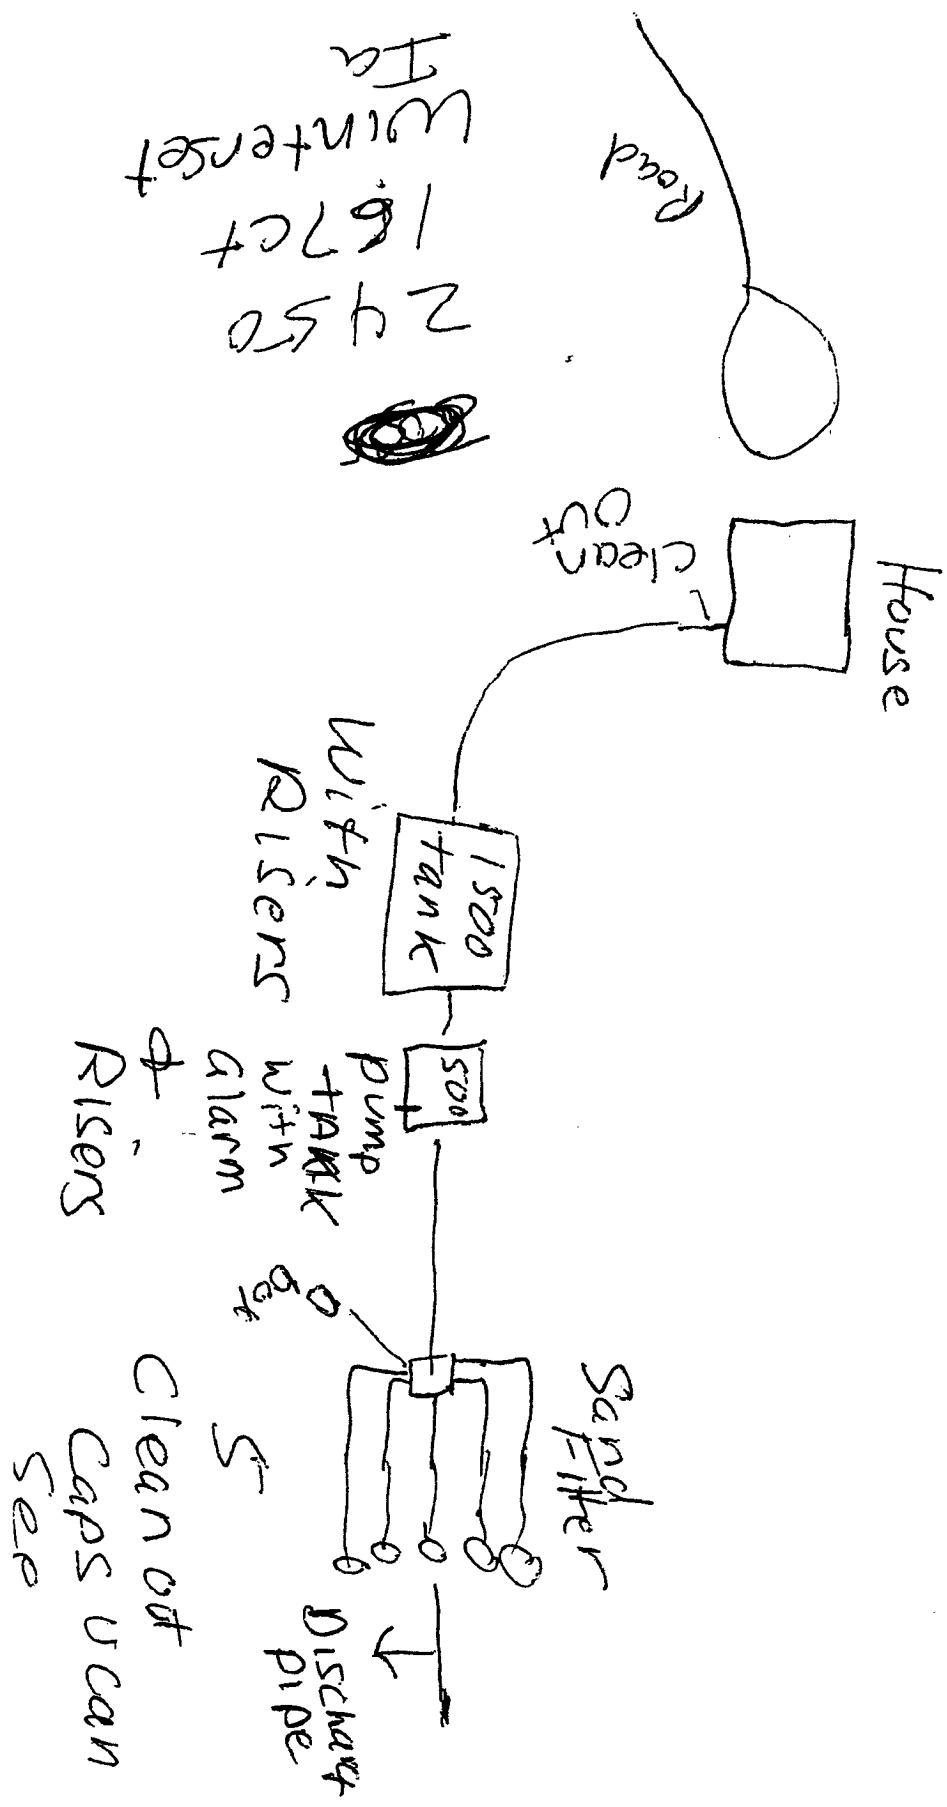 2450
167ct
Winterset
Ia
Road
House
Clean
out
1500
tank
With
Risers
500
pump
tank
with
alarm
&
Risers
Sand
Filter
5
Clean out
Caps u can
see
Discharge
pipe